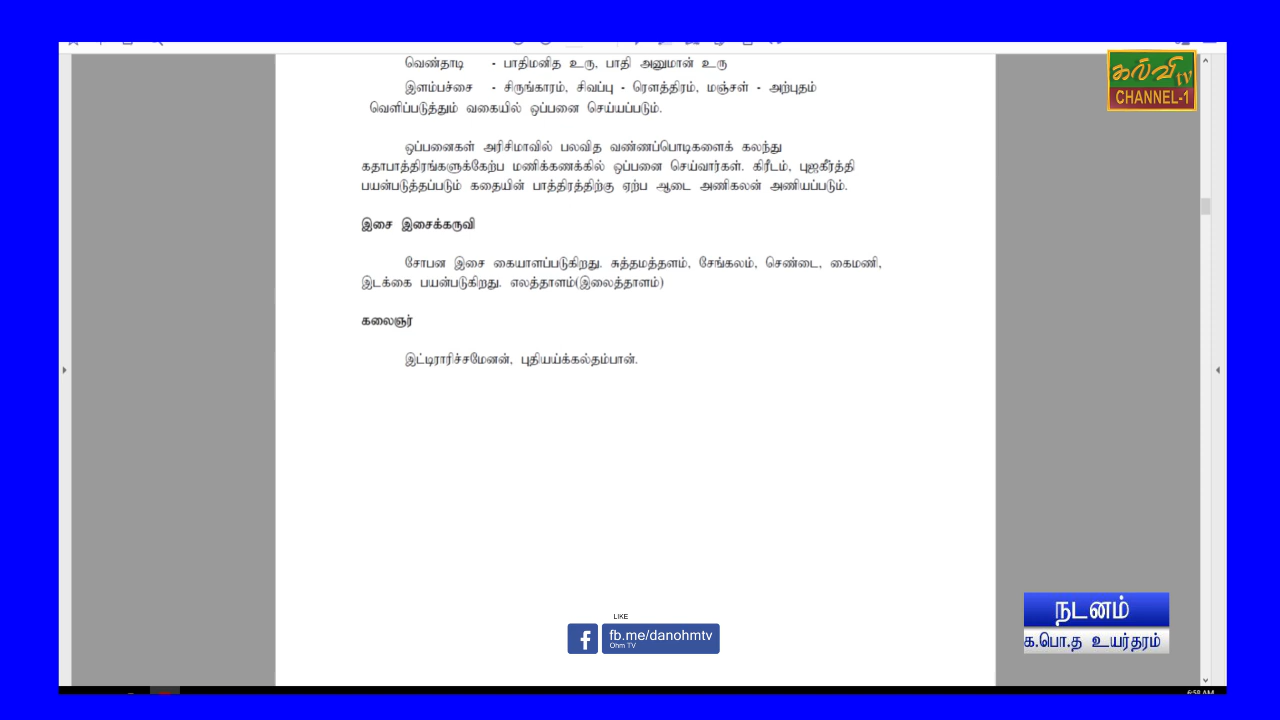 கல்வி TV
CHANNEL-1
வெண்தாடி - பாதிமனித உரு, பாதி அனுமான் உரு
இளம்பச்சை - சிருங்காரம், சிவப்பு - ரௌத்திரம், மஞ்சள் - அற்புதம்
வெளிப்படுத்தும் வகையில் ஒப்பனை செய்யப்படும்.
ஒப்பனைகள் அரிசிமாவில் பலவித வண்ணப்பொடிகளைக் கலந்து
கதாபாத்திரங்களுக்கேற்ப மணிக்கணக்கில் ஒப்பனை செய்வார்கள். கிரீடம், புஜகீர்த்தி
பயன்படுத்தப்படும் கதையின் பாத்திரத்திற்கு ஏற்ப ஆடை அணிகலன் அணியப்படும்.
இசை இசைக்கருவி
சோபன இசை கையாளப்படுகிறது. சுத்தமத்தளம், சேங்கலம், செண்டை, கைமணி,
இடக்கை பயன்படுகிறது. எலத்தாளம்(இலைத்தாளம்)
கலைஞர்
இட்டிராரிச்சமேனன், புதியய்க்கல்தம்பான்.
நடனம்
க.பொ.த உயர்தரம்
LIKE
fb.me/danohmtv
Ohm TV
6:58 AM